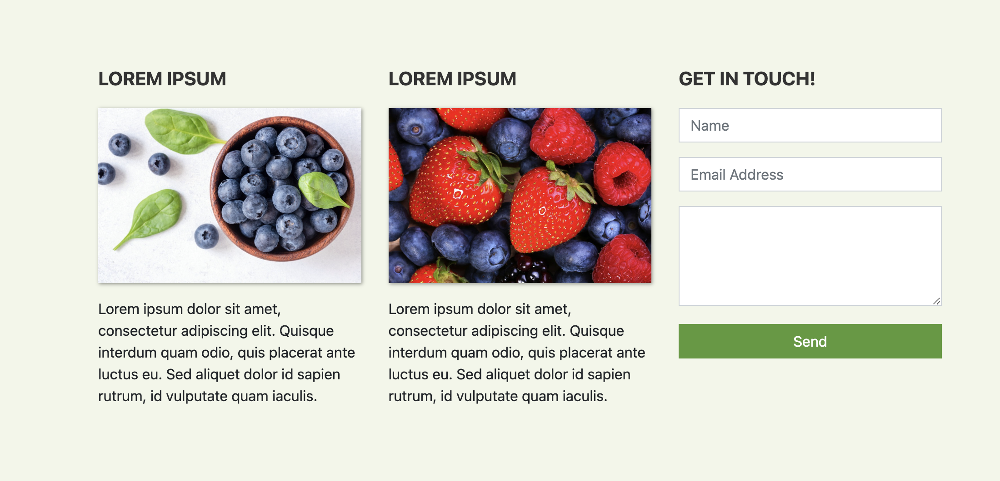 LOREM IPSUM
Lorem ipsum dolor sit amet,
consectetur adipiscing elit. Quisque
interdum quam odio, quis placerat ante
luctus eu. Sed aliquet dolor id sapien
rutrum, id vulputate quam iaculis.
LOREM IPSUM
Lorem ipsum dolor sit amet,
consectetur adipiscing elit. Quisque
interdum quam odio, quis placerat ante
luctus eu. Sed aliquet dolor id sapien
rutrum, id vulputate quam iaculis.
GET IN TOUCH!
Name
Email Address
Send